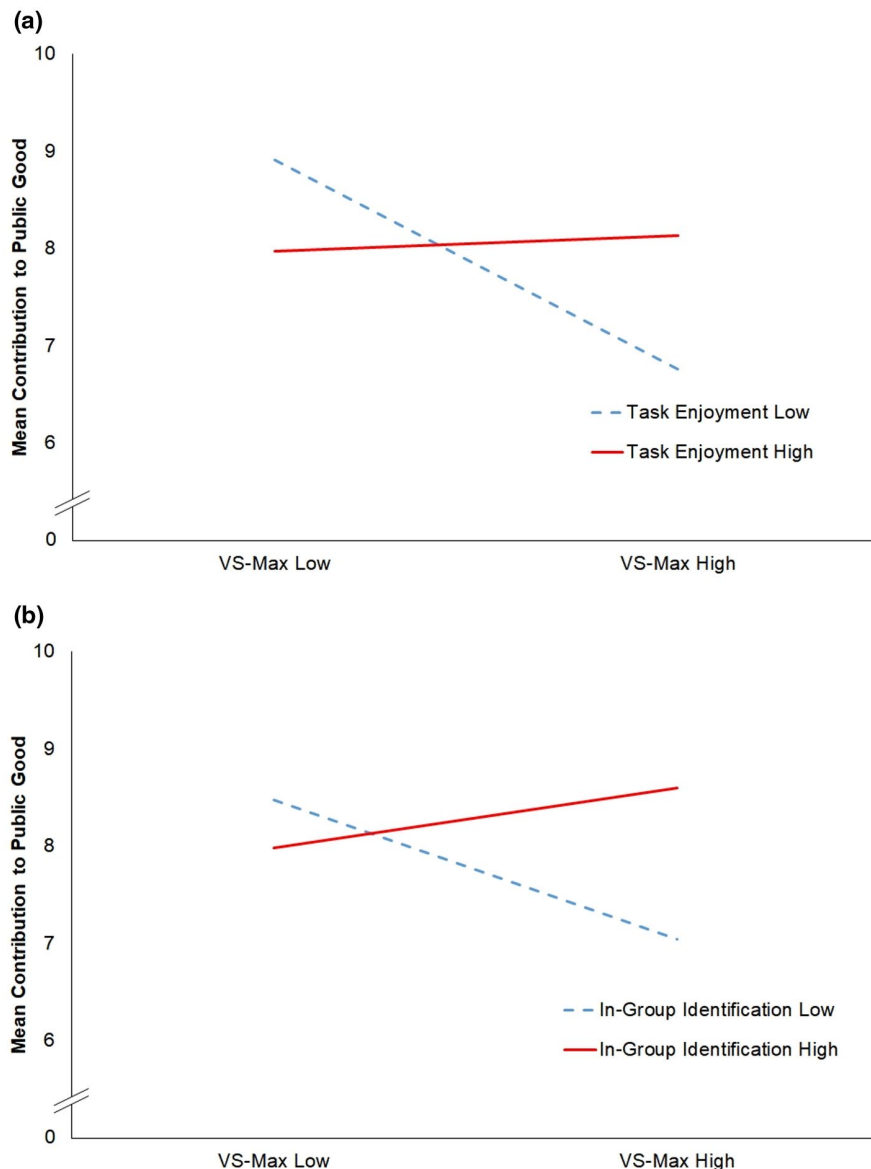 (a)
10
9
8
7
6
0
Mean Contribution to Public Good
Task Enjoyment Low
Task Enjoyment High
VS-Max Low
VS-Max High
(b)
10
9
8
7
6
0
Mean Contribution to Public Good
In-Group Identification Low
In-Group Identification High
VS-Max Low
VS-Max High